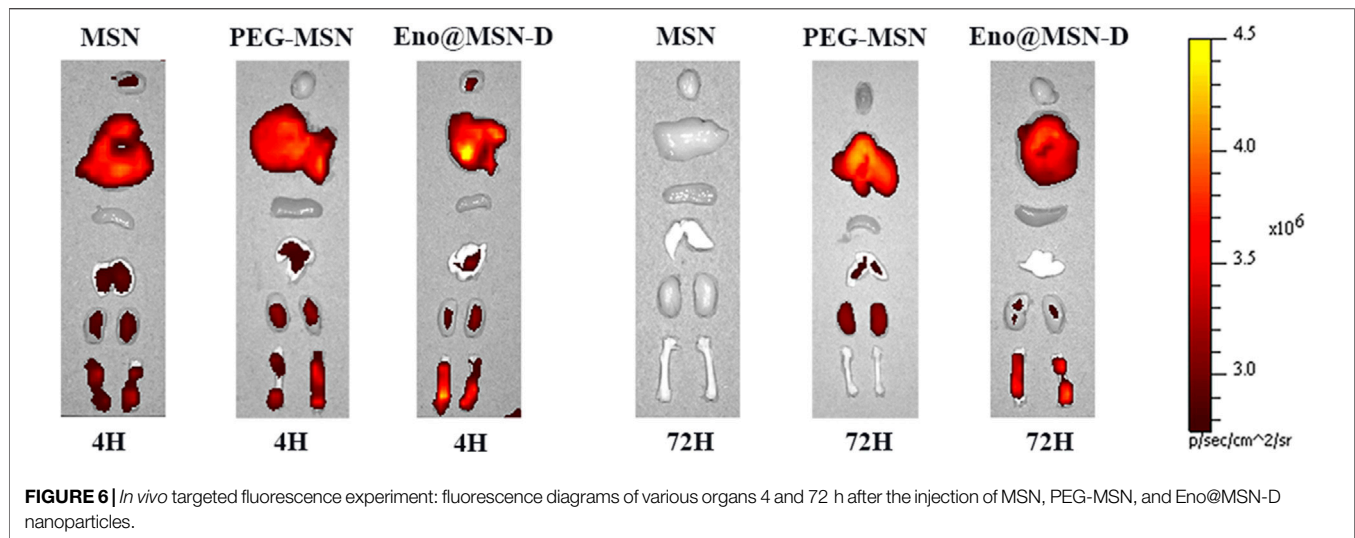 MSN PEG-MSN Eno@MSN-D MSN PEG-MSN Eno@MSN-D
4.5
4.0
x10^6
3.5
3.0
p/sec/cm^2/sr
4H 4H 4H 72H 72H 72H
FIGURE 6 | In vivo targeted fluorescence experiment: fluorescence diagrams of various organs 4 and 72 h after the injection of MSN, PEG-MSN, and Eno@MSN-D
nanoparticles.